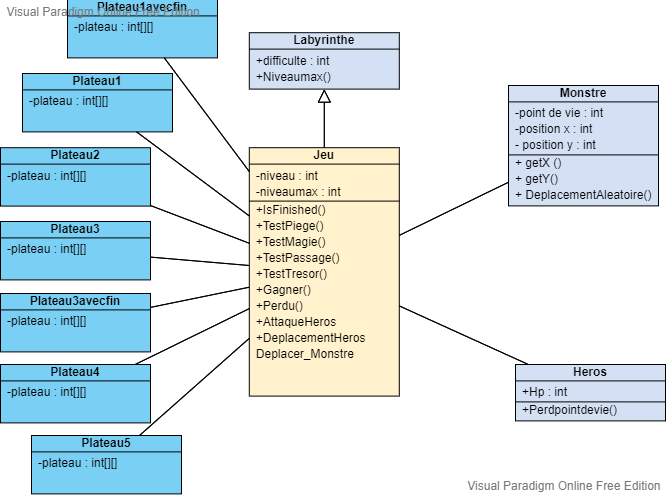 Visual Paradigm Online Free Edition
Plateau1avecfin
-plateau : int[][]
Plateau1
-plateau : int[][]
Plateau2
-plateau : int[][]
Plateau3
-plateau : int[][]
Plateau3avecfin
-plateau : int[][]
Plateau4
-plateau : int[][]
Plateau5
-plateau : int[][]
Labyrinthe
+difficulte : int
+Niveaumax()
Jeu
-niveau : int
-niveaumax : int
+IsFinished()
+TestPiege()
+TestMagie()
+TestPassage()
+TestTresor()
+Gagner()
+Perdu()
+AttaqueHeros
+DeplacementHeros
Deplacer_Monstre
Monstre
-point de vie : int
-position x : int
- position y : int
+ getX ()
+ getY()
+ DeplacementAleatoire()
Heros
+Hp : int
+Perdpointdevie()
Visual Paradigm Online Free Edition